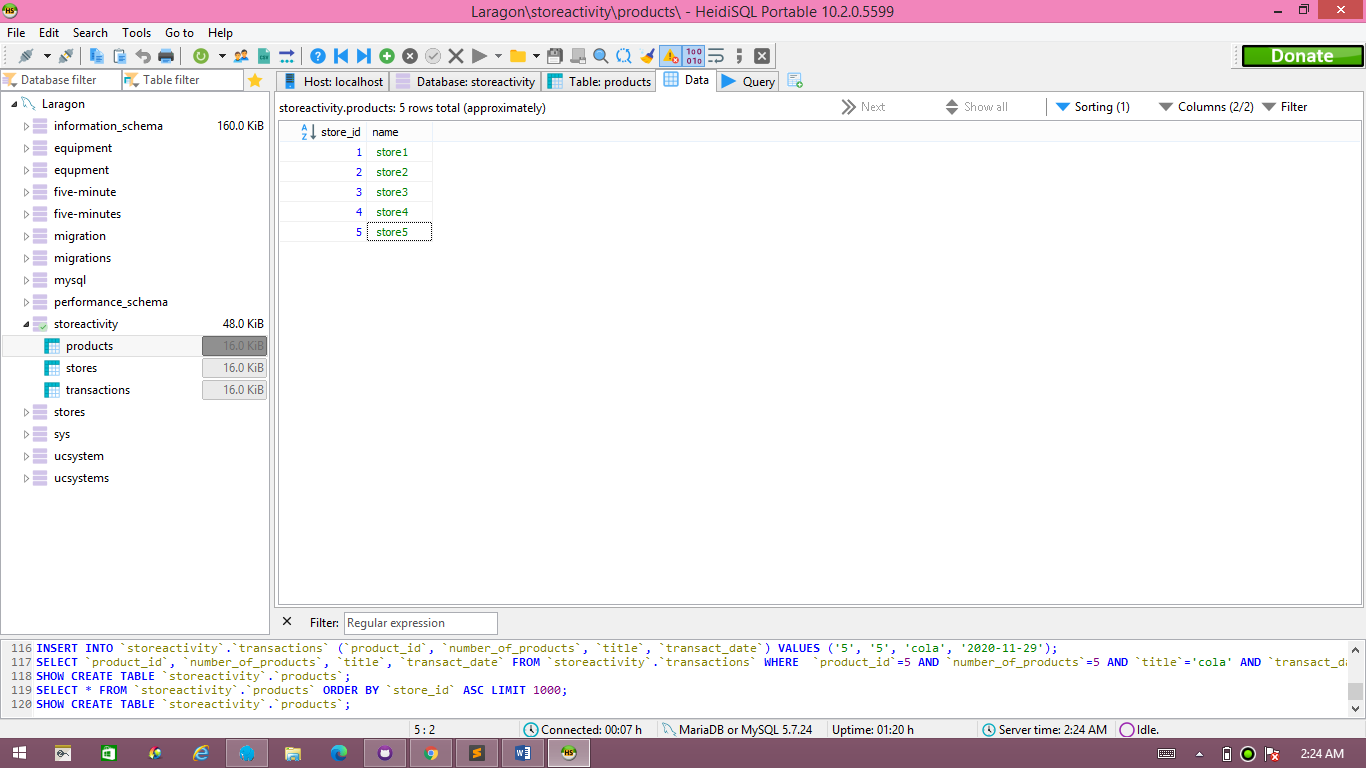 Laragon\storeactivity\products\ - HeidiSQL Portable 10.2.0.5599
File Edit Search Tools Go to Help
Donate
Database filter Table filter
Host: localhost Database: storeactivity Table: products Data Query
Laragon
information_schema 160.0 KiB
equipment
equpment
five-minute
five-minutes
migration
migrations
mysql
performance_schema
storeactivity 48.0 KiB
products 16.0 KiB
stores 16.0 KiB
transactions 16.0 KiB
stores
sys
ucsystem
ucsystems
storeactivity.products: 5 rows total (approximately) Next Show all Sorting (1) Columns (2/2) Filter
store_id name
1 store1
2 store2
3 store3
4 store4
5 store5
Filter: Regular expression
116 INSERT INTO `storeactivity`.`transactions` (`product_id`, `number_of_products`, `title`, `transact_date`) VALUES ('5', '5', 'cola', '2020-11-29');
117 SELECT `product_id`, `number_of_products`, `title`, `transact_date` FROM `storeactivity`.`transactions` WHERE  `product_id`=5 AND `number_of_products`=5 AND `title`='cola' AND `transact_da
118 SHOW CREATE TABLE `storeactivity`.`products`;
119 SELECT * FROM `storeactivity`.`products` ORDER BY `store_id` ASC LIMIT 1000;
120 SHOW CREATE TABLE `storeactivity`.`products`;
5 : 2 Connected: 00:07 h MariaDB or MySQL 5.7.24 Uptime: 01:20 h Server time: 2:24 AM Idle.
2:24 AM